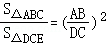 S△ABC/S△DCE = (AB/DC)²